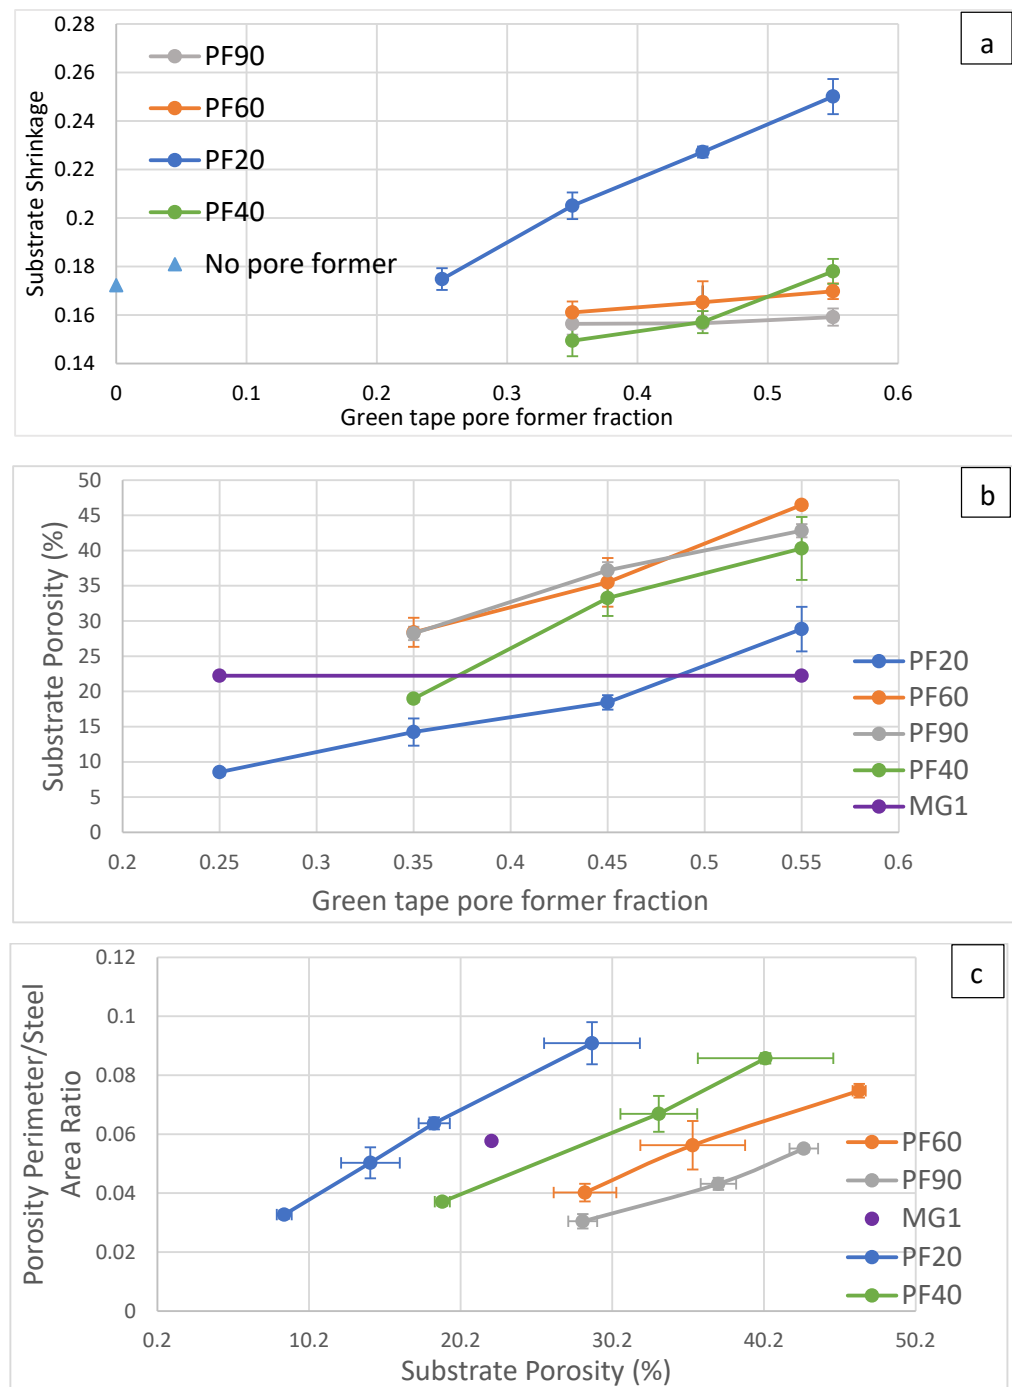 a
0.28
0.26
0.24
0.22
0.2
0.18
0.16
0.14
Substrate Shrinkage
PF90
PF60
PF20
PF40
No pore former
0 0.1 0.2 0.3 0.4 0.5 0.6
Green tape pore former fraction
b
50
45
40
35
30
25
20
15
10
5
0
Substrate Porosity (%)
PF20
PF60
PF90
PF40
MG1
0.2 0.25 0.3 0.35 0.4 0.45 0.5 0.55 0.6
Green tape pore former fraction
c
0.12
0.1
0.08
0.06
0.04
0.02
0
Porosity Perimeter/Steel
Area Ratio
PF60
PF90
MG1
PF20
PF40
0.2 10.2 20.2 30.2 40.2 50.2
Substrate Porosity (%)